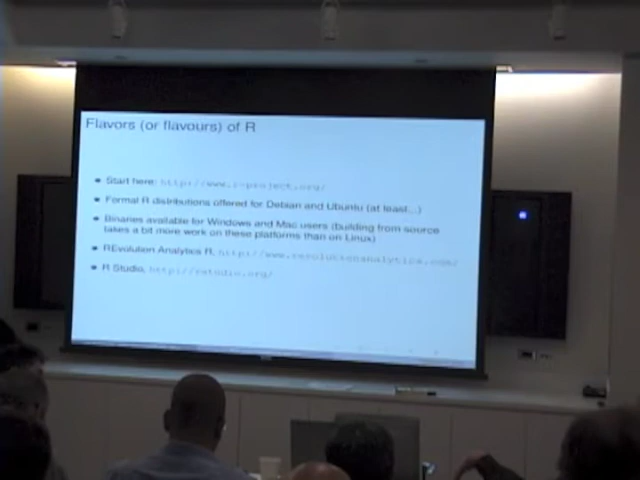 Flavors (or flavours) of R
Start here: http://www.r-project.org/
Formal R distributions offered for Debian and Ubuntu (at least...)
Binaries available for Windows and Mac users (building from source
takes a bit more work on these platforms than on Linux)
REvolution Analytics R, http://www.revolutionanalytics.com/
R Studio, http://rstudio.org/